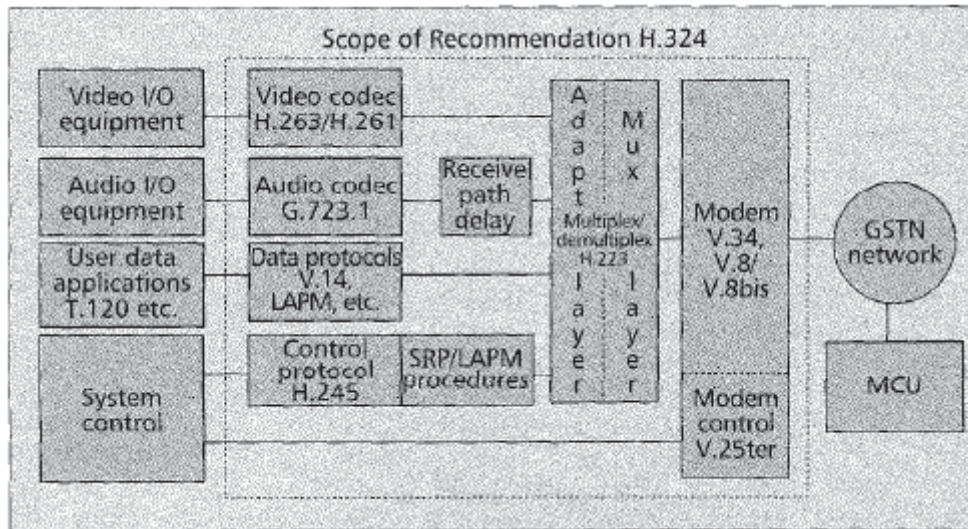 Scope of Recommendation H.324
Video I/O
equipment
Video codec
H.263/H.261
Audio I/O
equipment
Audio codec
G.723.1
Receive
path
delay
User data
applications
T.120 etc.
Data protocols
V.14,
LAPM, etc.
System
control
Control
protocol
H.245
SRP/LAPM
procedures
Adapt
layer
Mux
layer
Multiplex/
demultiplex
H.223
Modem
V.34,
V.8/
V.8bis
Modem
control
V.25ter
GSTN
network
MCU